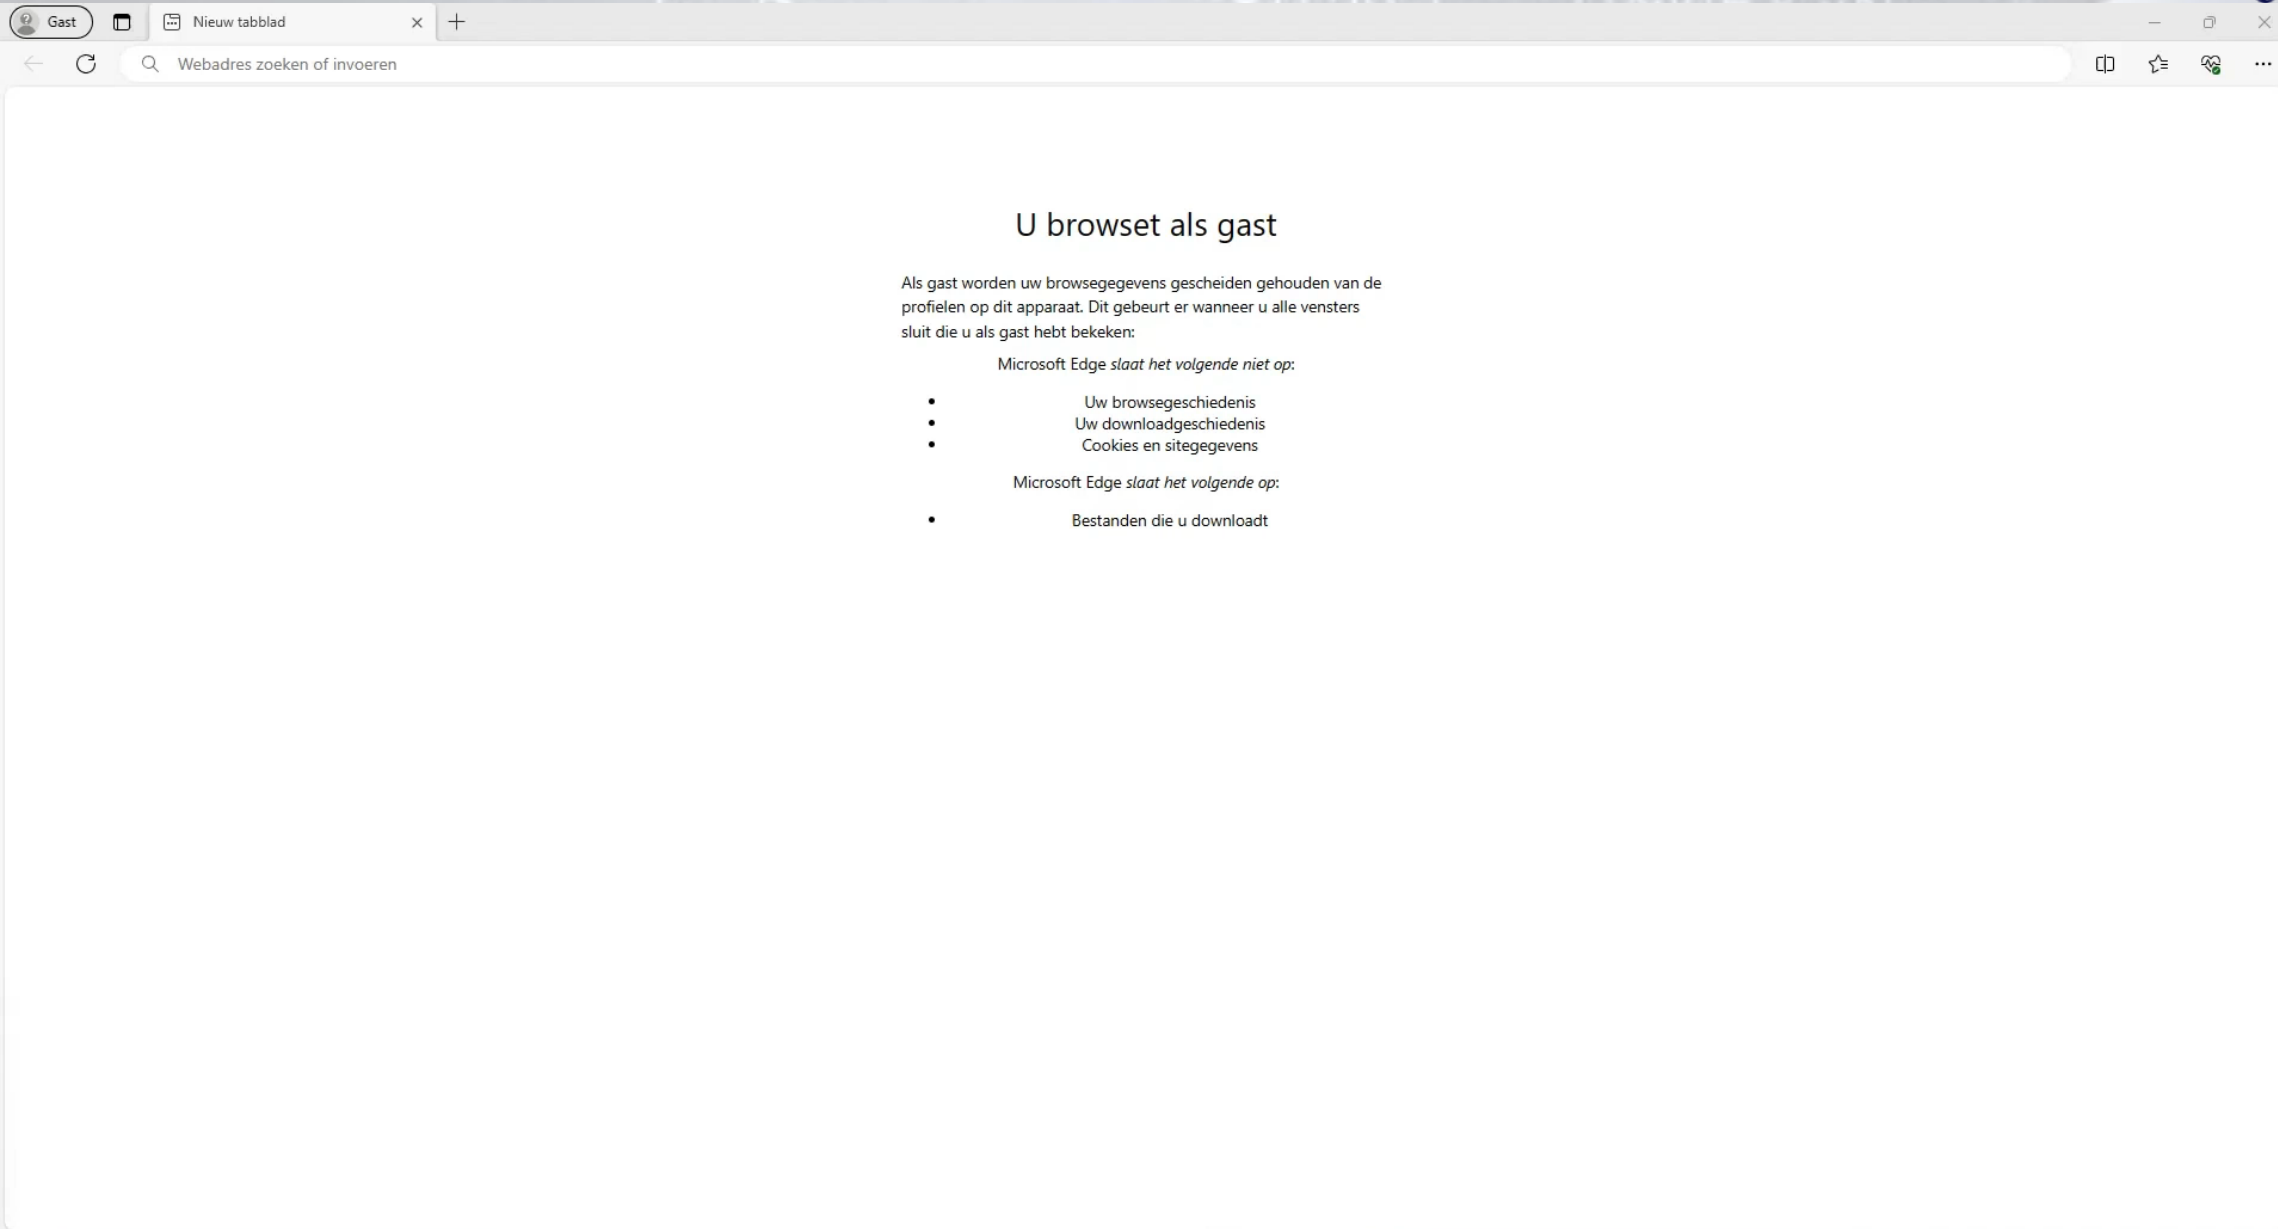 Gast
Nieuw tabblad
Webadres zoeken of invoeren
U browset als gast
Als gast worden uw browsegegevens gescheiden gehouden van de
profielen op dit apparaat. Dit gebeurt er wanneer u alle vensters
sluit die u als gast hebt bekeken:
Microsoft Edge slaat het volgende niet op:
• Uw browsegeschiedenis
• Uw downloadgeschiedenis
• Cookies en sitegegevens
Microsoft Edge slaat het volgende op:
• Bestanden die u downloadt